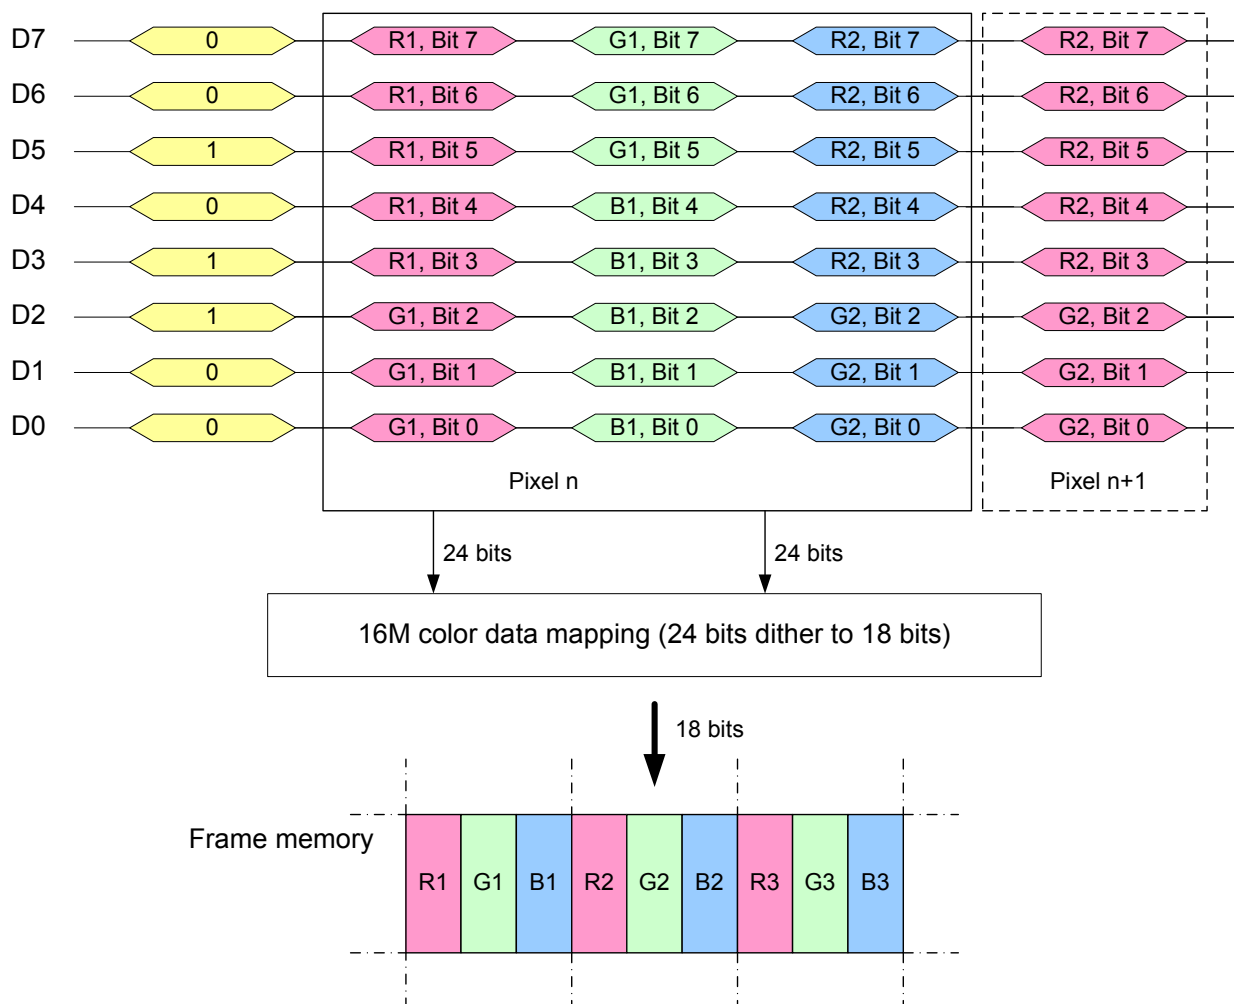 D7 0 R1, Bit 7 G1, Bit 7 R2, Bit 7 R2, Bit 7
D6 0 R1, Bit 6 G1, Bit 6 R2, Bit 6 R2, Bit 6
D5 1 R1, Bit 5 G1, Bit 5 R2, Bit 5 R2, Bit 5
D4 0 R1, Bit 4 B1, Bit 4 R2, Bit 4 R2, Bit 4
D3 1 R1, Bit 3 B1, Bit 3 R2, Bit 3 R2, Bit 3
D2 1 G1, Bit 2 B1, Bit 2 G2, Bit 2 G2, Bit 2
D1 0 G1, Bit 1 B1, Bit 1 G2, Bit 1 G2, Bit 1
D0 0 G1, Bit 0 B1, Bit 0 G2, Bit 0 G2, Bit 0
Pixel n Pixel n+1
24 bits 24 bits
16M color data mapping (24 bits dither to 18 bits)
18 bits
Frame memory
R1 G1 B1 R2 G2 B2 R3 G3 B3